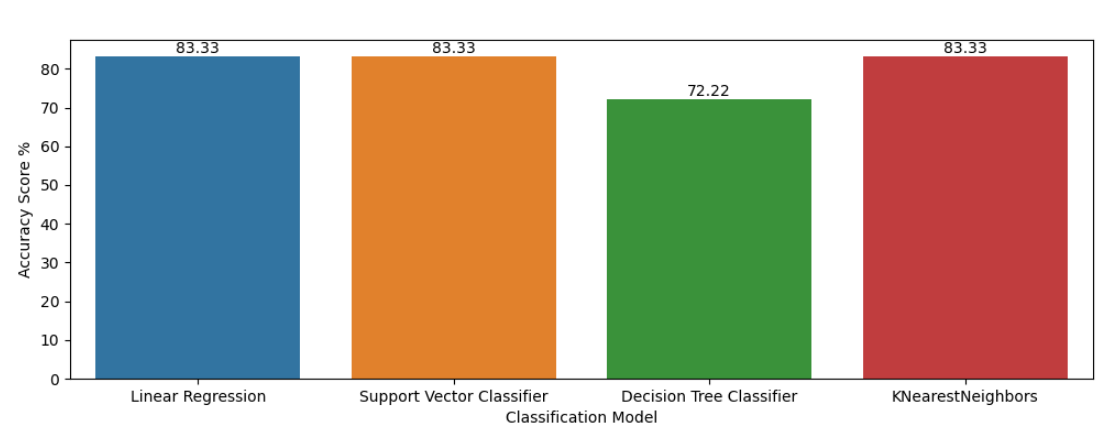 83.33 83.33 72.22 83.33
80
70
60
50
40
30
20
10
0
Accuracy Score %
Linear Regression Support Vector Classifier Decision Tree Classifier KNearestNeighbors
Classification Model